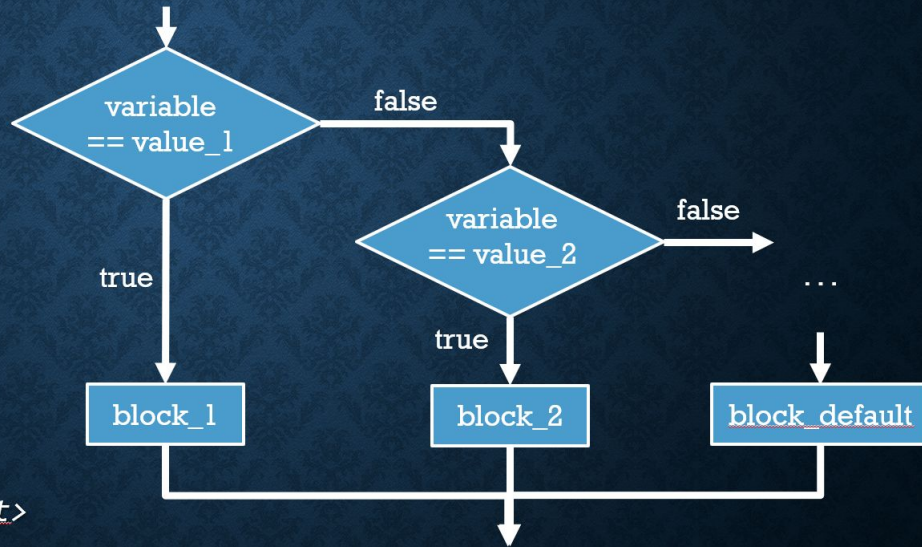 variable
== value_1
false
variable
== value_2
false
true
...
true
block_1
block_2
block_default
t>